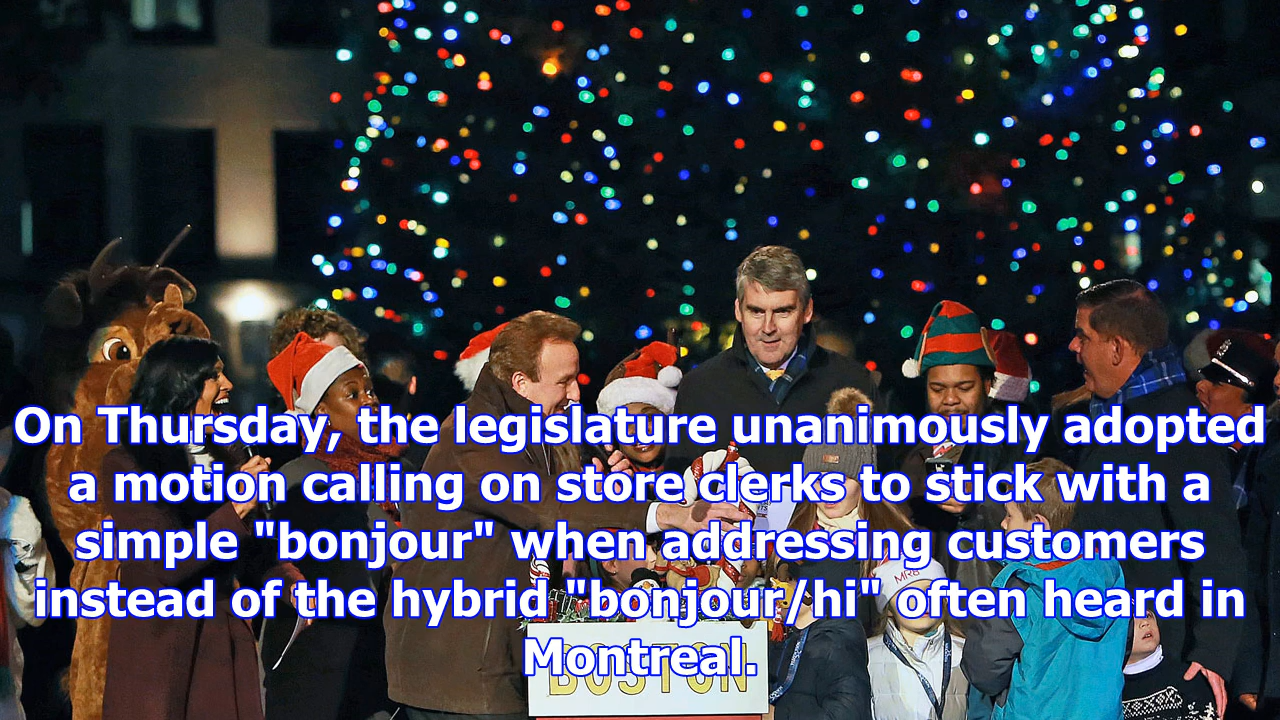 On Thursday, the legislature unanimously adopted
a motion calling on store clerks to stick with a
simple "bonjour" when addressing customers
instead of the hybrid "bonjour/hi" often heard in
Montreal.
BOSTON
MRB